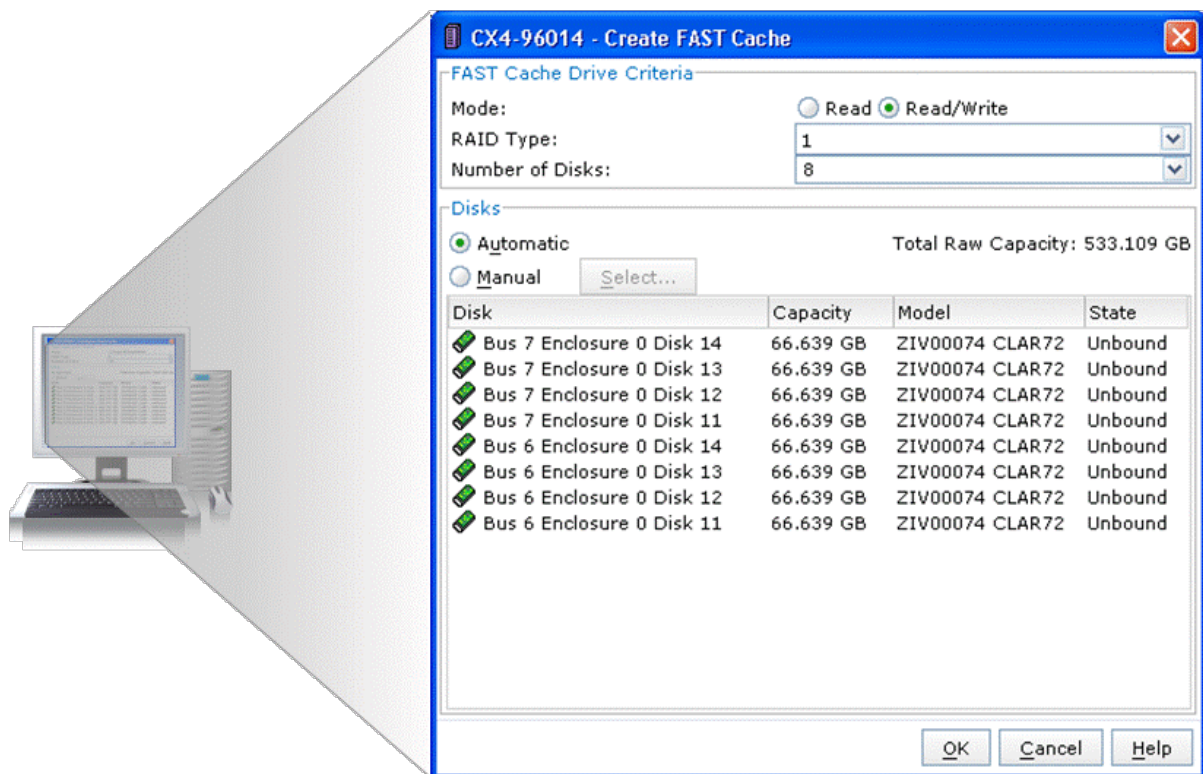 CX4-96014 - Create FAST Cache
FAST Cache Drive Criteria
Mode: Read Read/Write
RAID Type: 1
Number of Disks: 8
Disks
Automatic Total Raw Capacity: 533.109 GB
Manual Select...
Disk Capacity Model State
Bus 7 Enclosure 0 Disk 14 66.639 GB ZIV00074 CLAR72 Unbound
Bus 7 Enclosure 0 Disk 13 66.639 GB ZIV00074 CLAR72 Unbound
Bus 7 Enclosure 0 Disk 12 66.639 GB ZIV00074 CLAR72 Unbound
Bus 7 Enclosure 0 Disk 11 66.639 GB ZIV00074 CLAR72 Unbound
Bus 6 Enclosure 0 Disk 14 66.639 GB ZIV00074 CLAR72 Unbound
Bus 6 Enclosure 0 Disk 13 66.639 GB ZIV00074 CLAR72 Unbound
Bus 6 Enclosure 0 Disk 12 66.639 GB ZIV00074 CLAR72 Unbound
Bus 6 Enclosure 0 Disk 11 66.639 GB ZIV00074 CLAR72 Unbound
OK Cancel Help